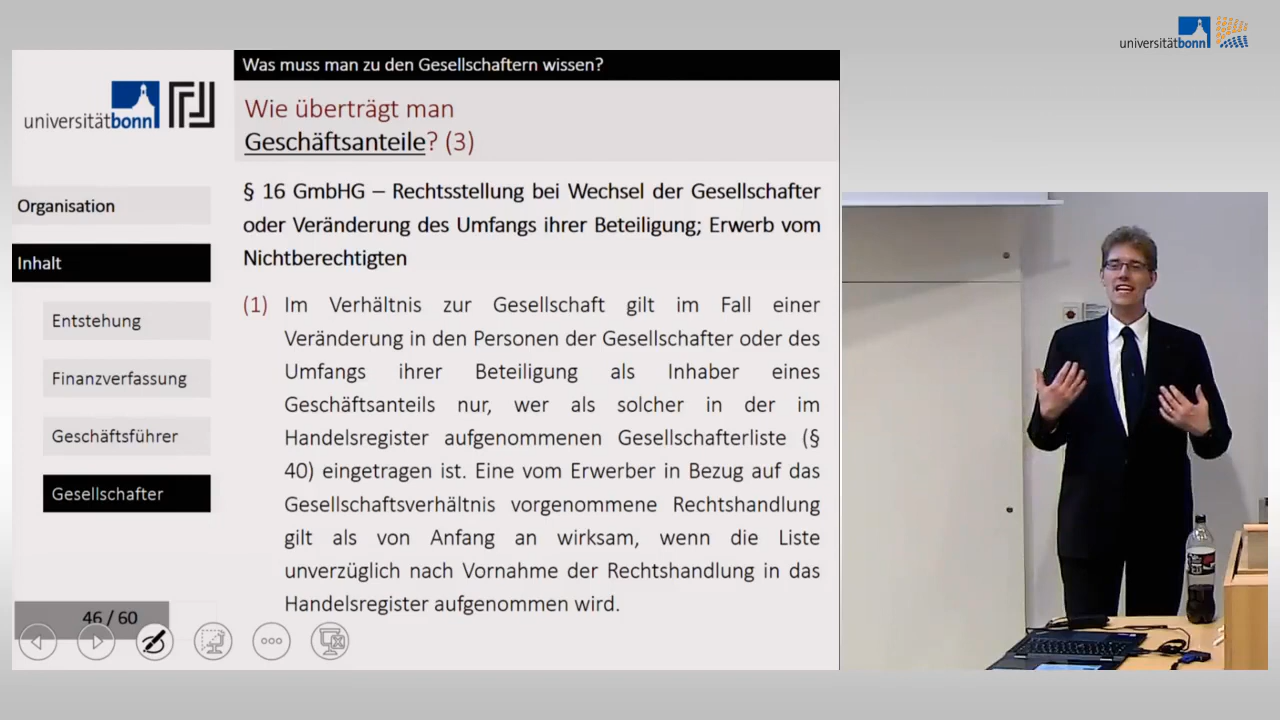 universitätbonn
Was muss man zu den Gesellschaftern wissen?
universitätbonn
Wie überträgt man
Geschäftsanteile? (3)
Organisation
Inhalt
Entstehung
Finanzverfassung
Geschäftsführer
Gesellschafter
§ 16 GmbHG – Rechtsstellung bei Wechsel der Gesellschafter
oder Veränderung des Umfangs ihrer Beteiligung; Erwerb vom
Nichtberechtigten
(1) Im Verhältnis zur Gesellschaft gilt im Fall einer
Veränderung in den Personen der Gesellschafter oder des
Umfangs ihrer Beteiligung als Inhaber eines
Geschäftsanteils nur, wer als solcher in der im
Handelsregister aufgenommenen Gesellschafterliste (§
40) eingetragen ist. Eine vom Erwerber in Bezug auf das
Gesellschaftsverhältnis vorgenommene Rechtshandlung
gilt als von Anfang an wirksam, wenn die Liste
unverzüglich nach Vornahme der Rechtshandlung in das
Handelsregister aufgenommen wird.
46 / 60